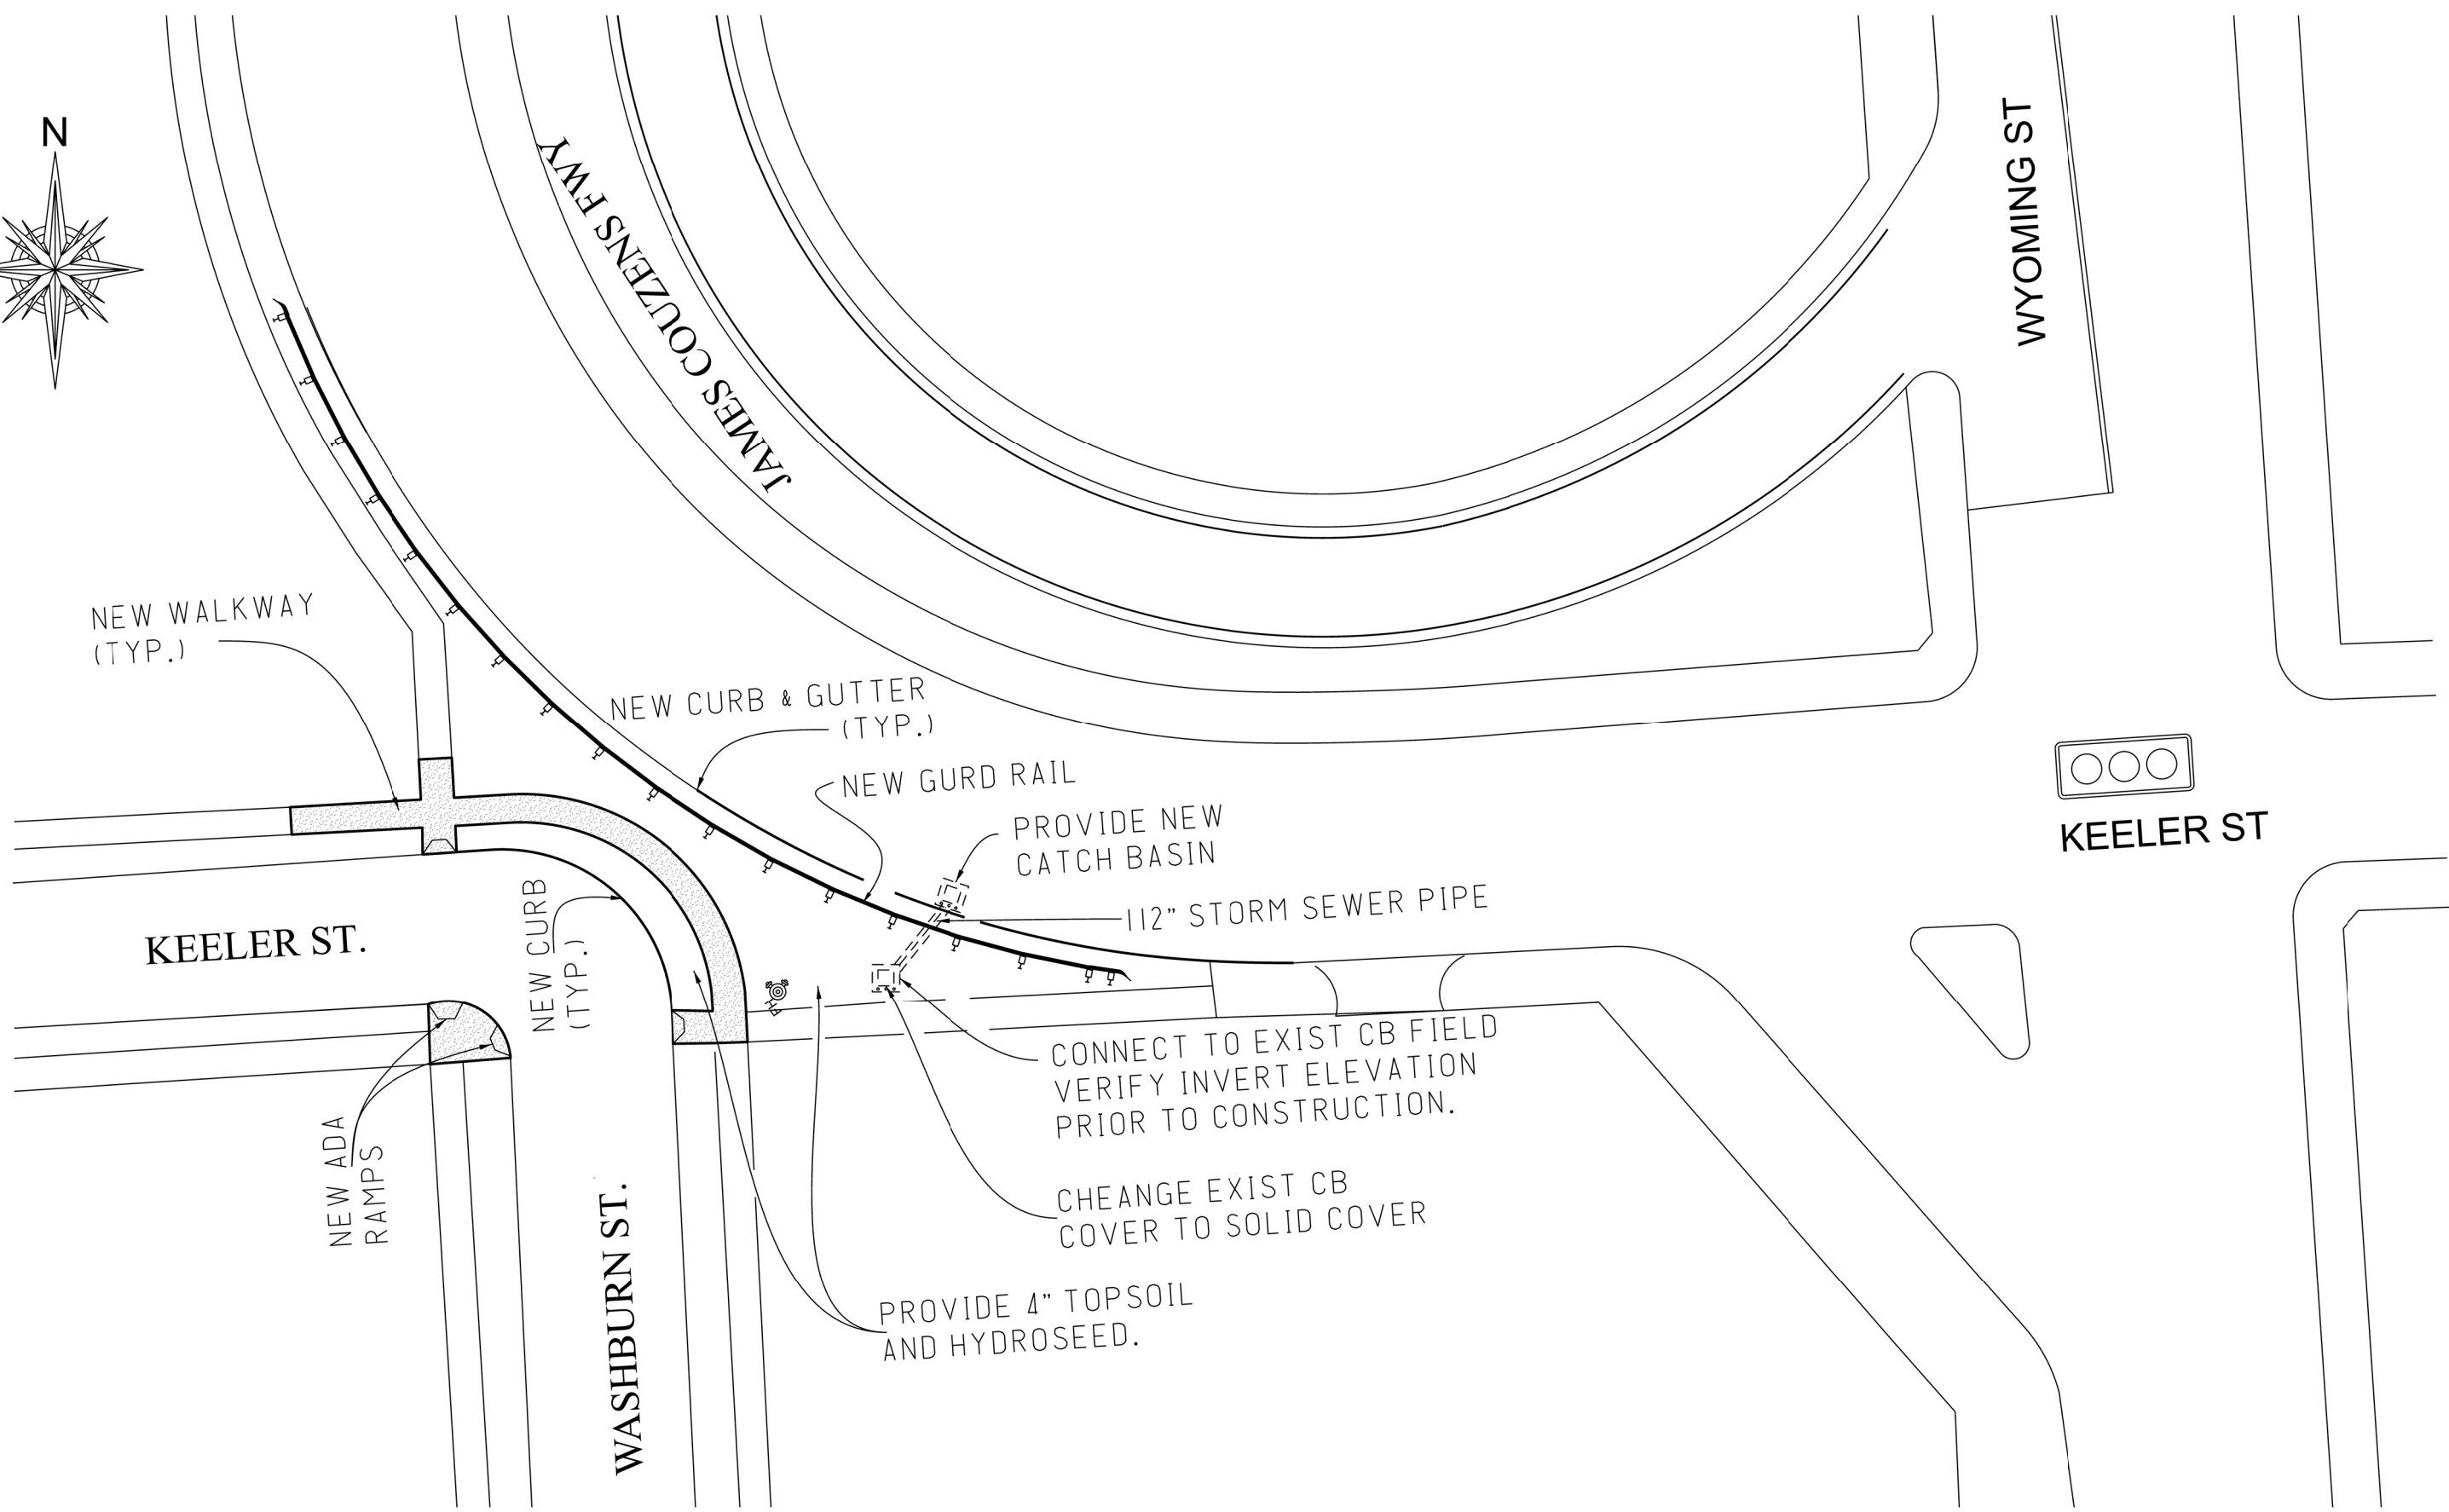 N
JAMES COUZENS FWY
WYOMING ST
NEW WALKWAY
(TYP.)
NEW CURB & GUTTER
(TYP.)
NEW GURD RAIL
PROVIDE NEW
CATCH BASIN
KEELER ST
112" STORM SEWER PIPE
KEELER ST.
NEW CURB
(TYP.)
CONNECT TO EXIST CB FIELD
VERIFY INVERT ELEVATION
PRIOR TO CONSTRUCTION.
NEW ADA
RAMPS
CHEANGE EXIST CB
COVER TO SOLID COVER
WASHBURN ST.
PROVIDE 4" TOPSOIL
AND HYDROSEED.